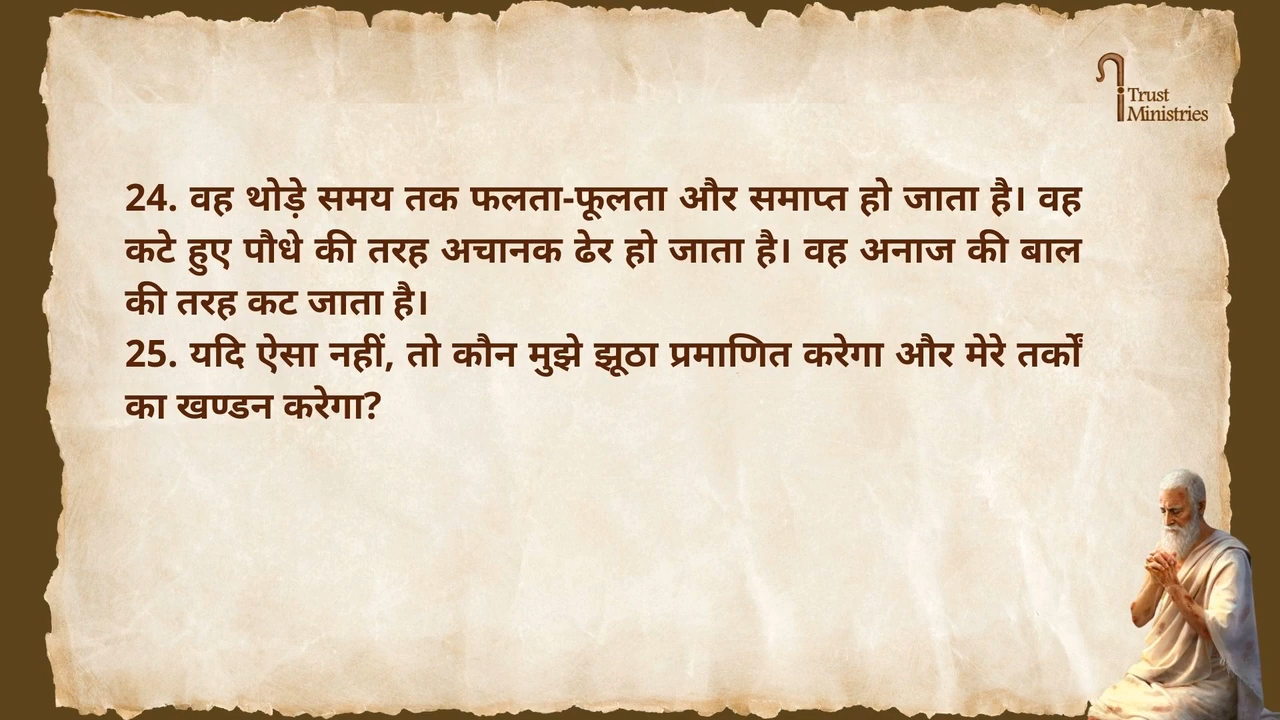 Trust
Ministries
24. वह थोड़े समय तक फलता-फूलता और समाप्त हो जाता है। वह
कटे हुए पौधे की तरह अचानक ढेर हो जाता है। वह अनाज की बाल
की तरह कट जाता है।
25. यदि ऐसा नहीं, तो कौन मुझे झूठा प्रमाणित करेगा और मेरे तर्कों
का खण्डन करेगा?